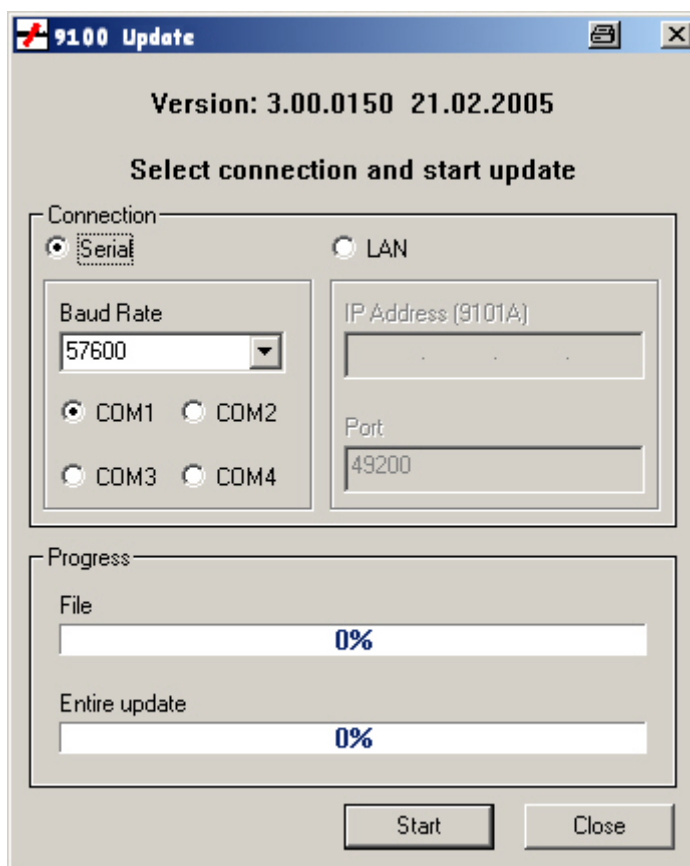 9100 Update
Version: 3.00.0150 21.02.2005
Select connection and start update
Connection
Serial LAN
Baud Rate IP Address (9101A)
57600 . . .
COM1 COM2 Port
COM3 COM4 49200
Progress
File
0%
Entire update
0%
Start Close